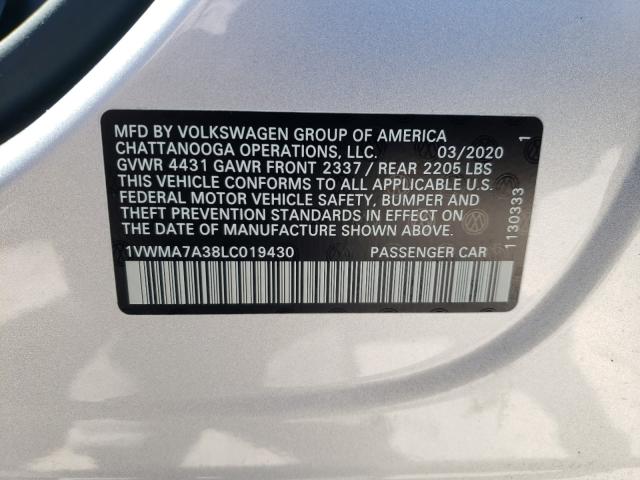 MFD BY VOLKSWAGEN GROUP OF AMERICA
CHATTANOOGA OPERATIONS, LLC. 03/2020
GVWR 4431 GAWR FRONT 2337 / REAR 2205 LBS
THIS VEHICLE CONFORMS TO ALL APPLICABLE U.S.
FEDERAL MOTOR VEHICLE SAFETY, BUMPER AND
THEFT PREVENTION STANDARDS IN EFFECT ON
THE DATE OF MANUFACTURE SHOWN ABOVE.
1VWMA7A38LC019430 PASSENGER CAR
1130333 1